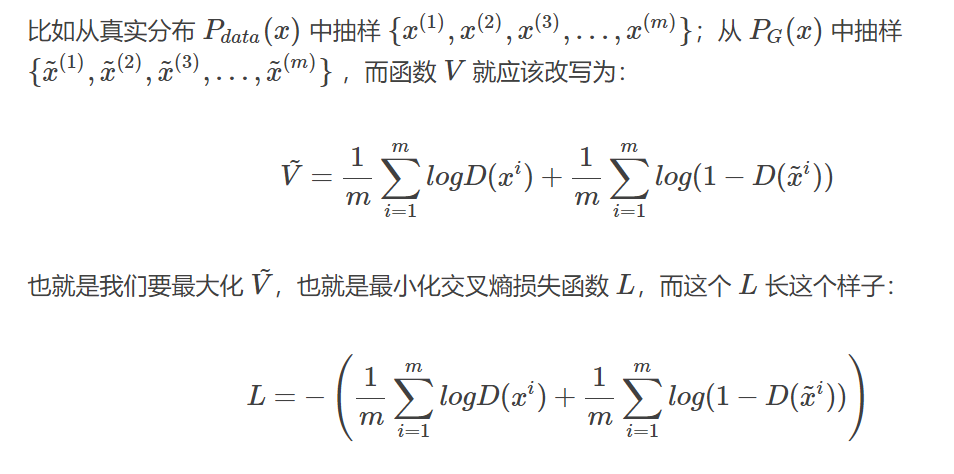 比如从真实分布 $P_{data}(x)$ 中抽样 $\{x^{(1)}, x^{(2)}, x^{(3)}, \ldots, x^{(m)}\}$；从 $P_G(x)$ 中抽样
$\{\tilde{x}^{(1)}, \tilde{x}^{(2)}, \tilde{x}^{(3)}, \ldots, \tilde{x}^{(m)}\}$ ，而函数 $V$ 就应该改写为：
$\tilde{V} = \frac{1}{m} \sum_{i=1}^{m} logD(x^i) + \frac{1}{m} \sum_{i=1}^{m} log(1 - D(\tilde{x}^i))$
也就是我们要最大化 $\tilde{V}$，也就是最小化交叉熵损失函数 $L$，而这个 $L$ 长这个样子：
$L = -\left( \frac{1}{m} \sum_{i=1}^{m} logD(x^i) + \frac{1}{m} \sum_{i=1}^{m} log(1 - D(\tilde{x}^i)) \right)$